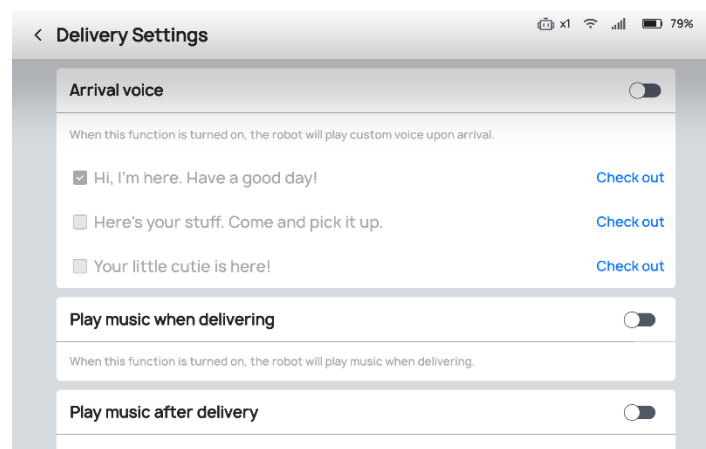 x1 79%
Delivery Settings
Arrival voice
When this function is turned on, the robot will play custom voice upon arrival.
Hi, I'm here. Have a good day! Check out
Here's your stuff. Come and pick it up. Check out
Your little cutie is here! Check out
Play music when delivering
When this function is turned on, the robot will play music when delivering.
Play music after delivery